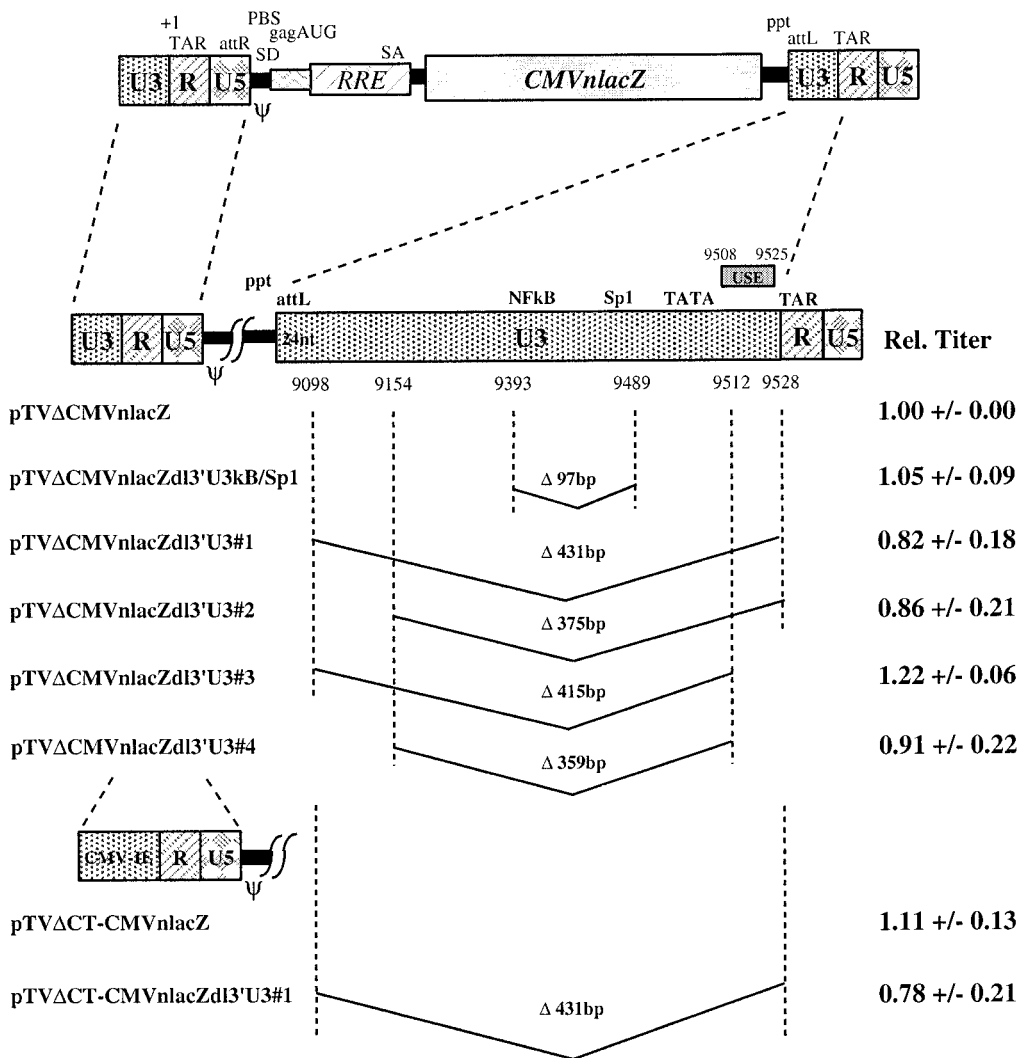 PBS
+1 gagAUG ppt
TAR attR SD SA attL TAR
U3 R U5 RRE CMVnlacZ U3 R U5
ψ
9508 9525
ppt USE
attL NFkB Sp1 TATA TAR
U3 R U5 24nt U3 R U5 Rel. Titer
ψ
9098 9154 9393 9489 9512 9528
pTVΔCMVnlacZ 1.00 +/- 0.00
pTVΔCMVnlacZdl3'U3kB/Sp1 Δ 97bp 1.05 +/- 0.09
pTVΔCMVnlacZdl3'U3#1 Δ 431bp 0.82 +/- 0.18
pTVΔCMVnlacZdl3'U3#2 Δ 375bp 0.86 +/- 0.21
pTVΔCMVnlacZdl3'U3#3 Δ 415bp 1.22 +/- 0.06
pTVΔCMVnlacZdl3'U3#4 Δ 359bp 0.91 +/- 0.22
CMV-IE R U5
ψ
pTVΔCT-CMVnlacZ 1.11 +/- 0.13
pTVΔCT-CMVnlacZdl3'U3#1 Δ 431bp 0.78 +/- 0.21